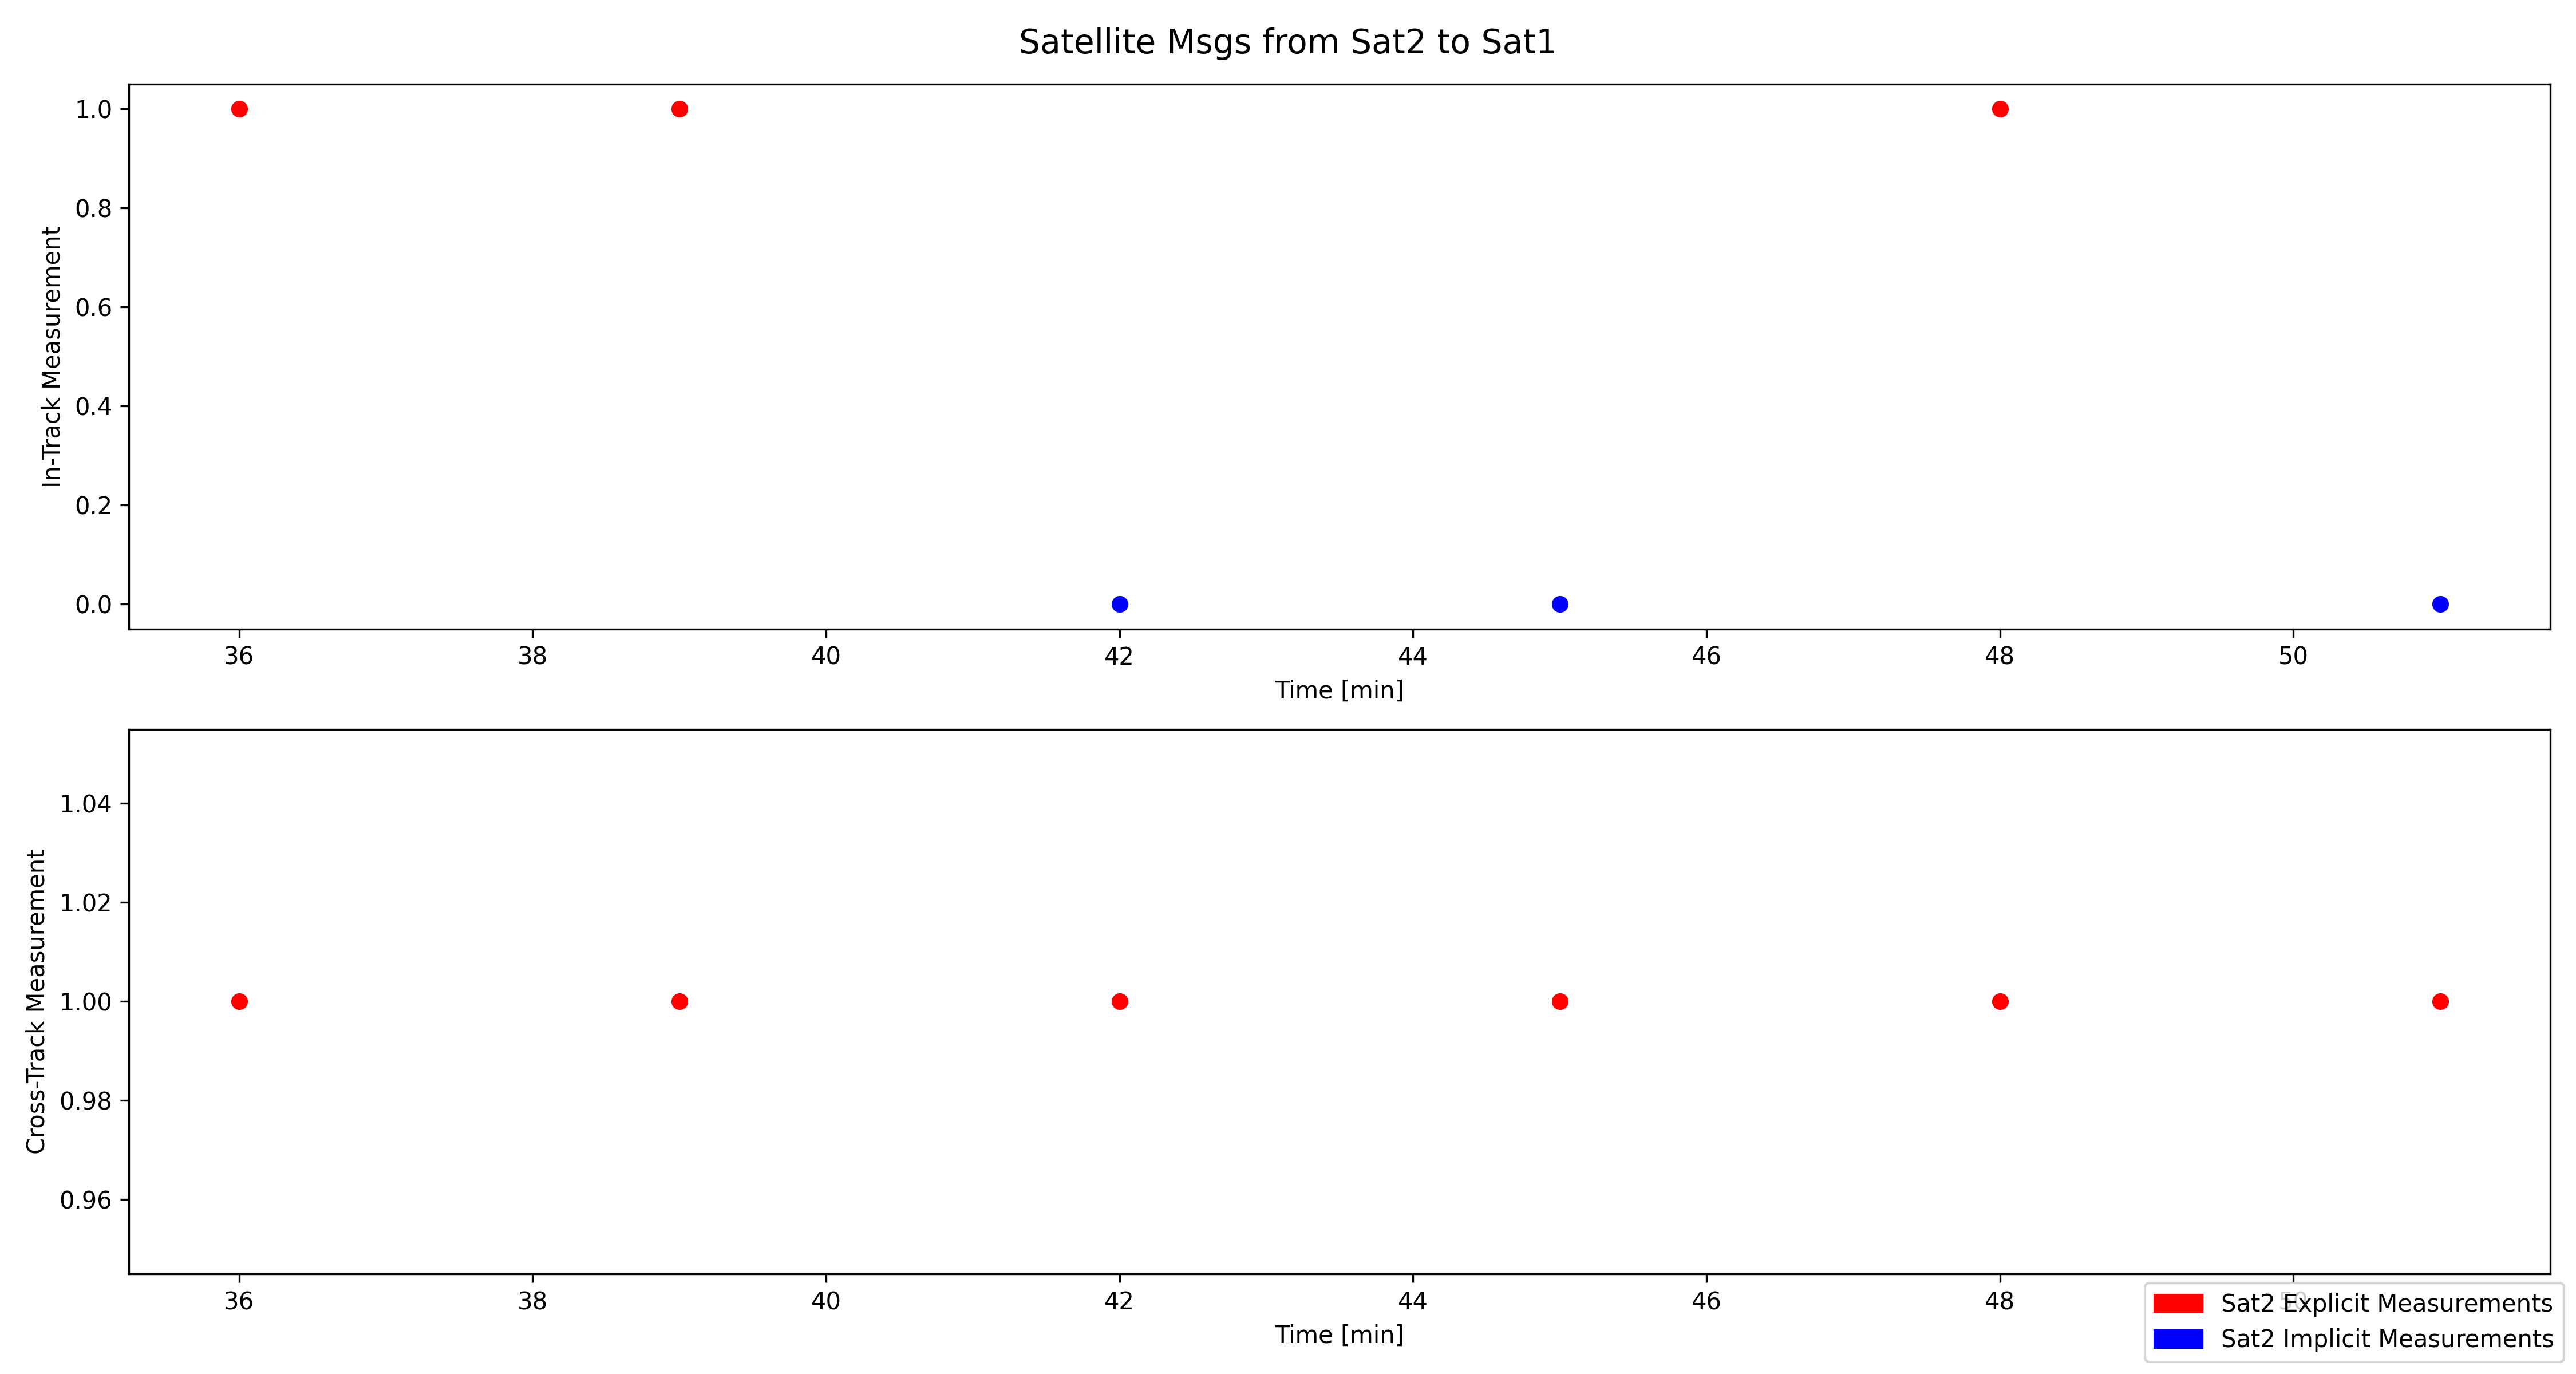 Satellite Msgs from Sat2 to Sat1
In-Track Measurement
1.0
0.8
0.6
0.4
0.2
0.0
36 38 40 42 44 46 48 50
Time [min]
Cross-Track Measurement
1.04
1.02
1.00
0.98
0.96
36 38 40 42 44 46 48 50
Time [min]
Sat2 Explicit Measurements
Sat2 Implicit Measurements